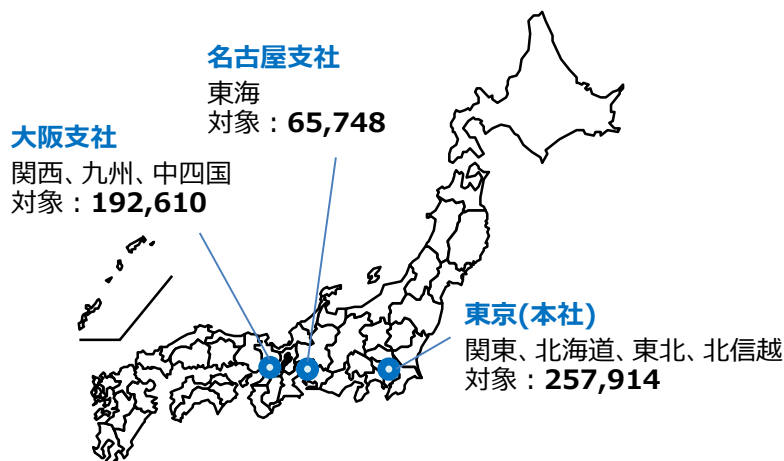 名古屋支社
東海
対象：65,748
大阪支社
関西、九州、中四国
対象：192,610
東京(本社)
関東、北海道、東北、北信越
対象：257,914